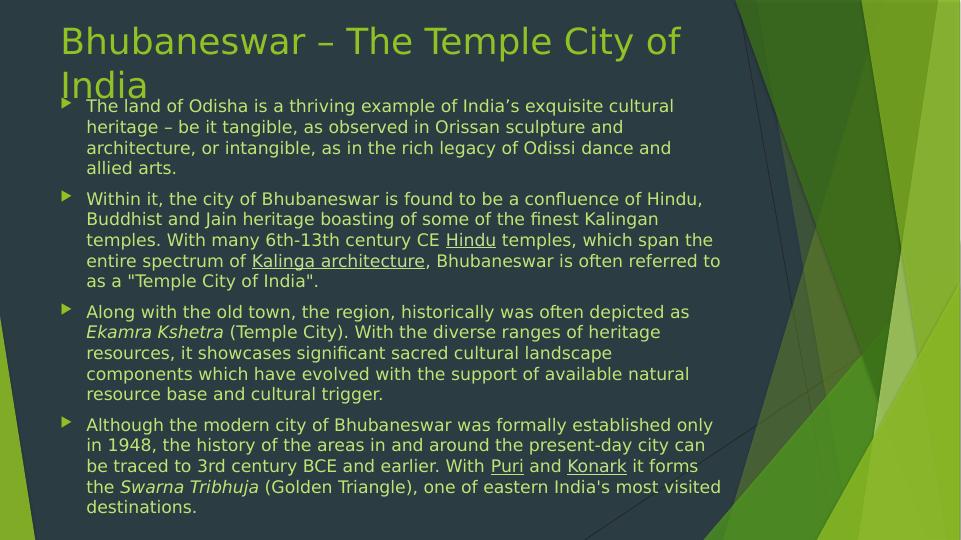 Bhubaneswar – The Temple City of
India
The land of Odisha is a thriving example of India’s exquisite cultural
heritage – be it tangible, as observed in Orissan sculpture and
architecture, or intangible, as in the rich legacy of Odissi dance and
allied arts.
Within it, the city of Bhubaneswar is found to be a confluence of Hindu,
Buddhist and Jain heritage boasting of some of the finest Kalingan
temples. With many 6th-13th century CE Hindu temples, which span the
entire spectrum of Kalinga architecture, Bhubaneswar is often referred to
as a "Temple City of India".
Along with the old town, the region, historically was often depicted as
Ekamra Kshetra (Temple City). With the diverse ranges of heritage
resources, it showcases significant sacred cultural landscape
components which have evolved with the support of available natural
resource base and cultural trigger.
Although the modern city of Bhubaneswar was formally established only
in 1948, the history of the areas in and around the present-day city can
be traced to 3rd century BCE and earlier. With Puri and Konark it forms
the Swarna Tribhuja (Golden Triangle), one of eastern India's most visited
destinations.